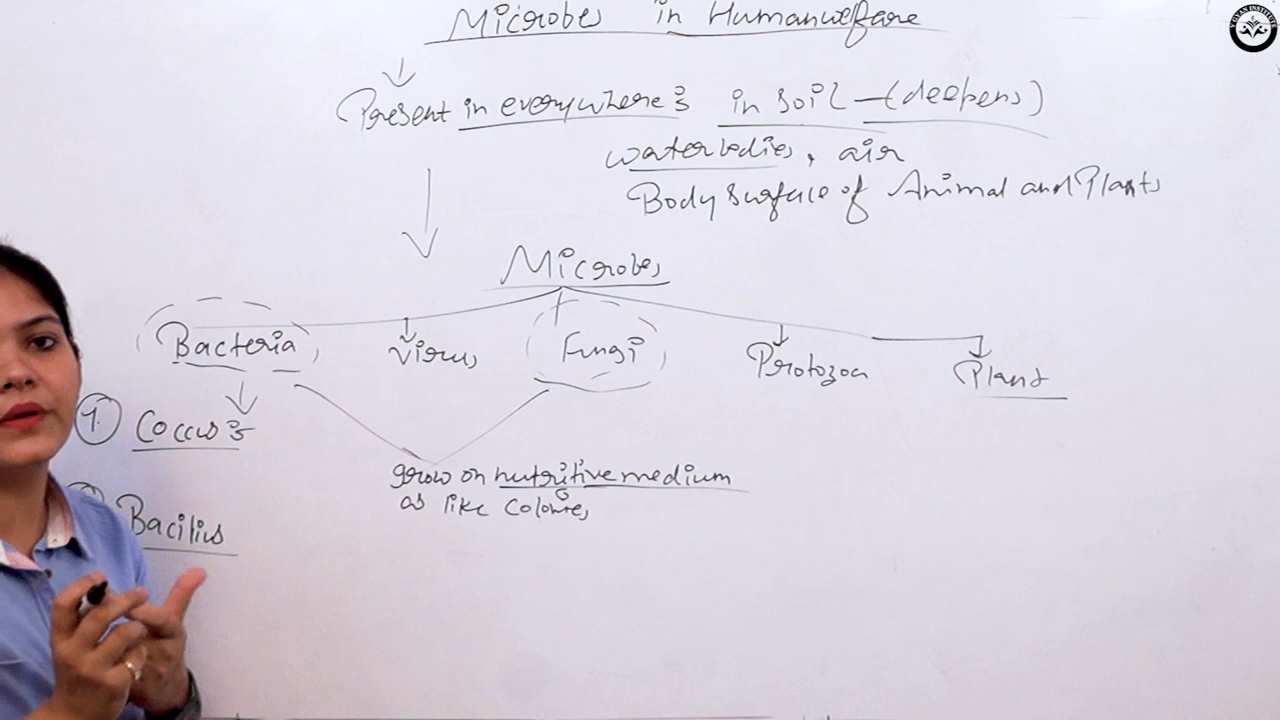 Microbes in Humanwelfare
Present in everywhere: in soil - (deepens)
waterbodies, air
Body surface of Animal and Plants
Microbes
Bacteria Virus Fungi Protozoa Plant
1. Coccus:
Bacilius
grow on nutritive medium
as like colonies